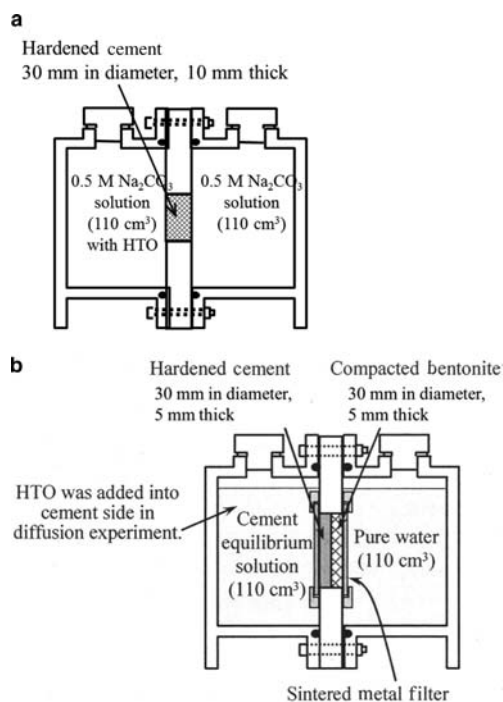 a
Hardened cement
30 mm in diameter, 10 mm thick
0.5 M Na₂CO₃
solution
(110 cm³)
with HTO
0.5 M Na₂CO₃
solution
(110 cm³)
b
Hardened cement
30 mm in diameter,
5 mm thick
Compacted bentonite
30 mm in diameter,
5 mm thick
HTO was added into
cement side in
diffusion experiment.
Cement
equilibrium
solution
(110 cm³)
Pure water
(110 cm³)
Sintered metal filter